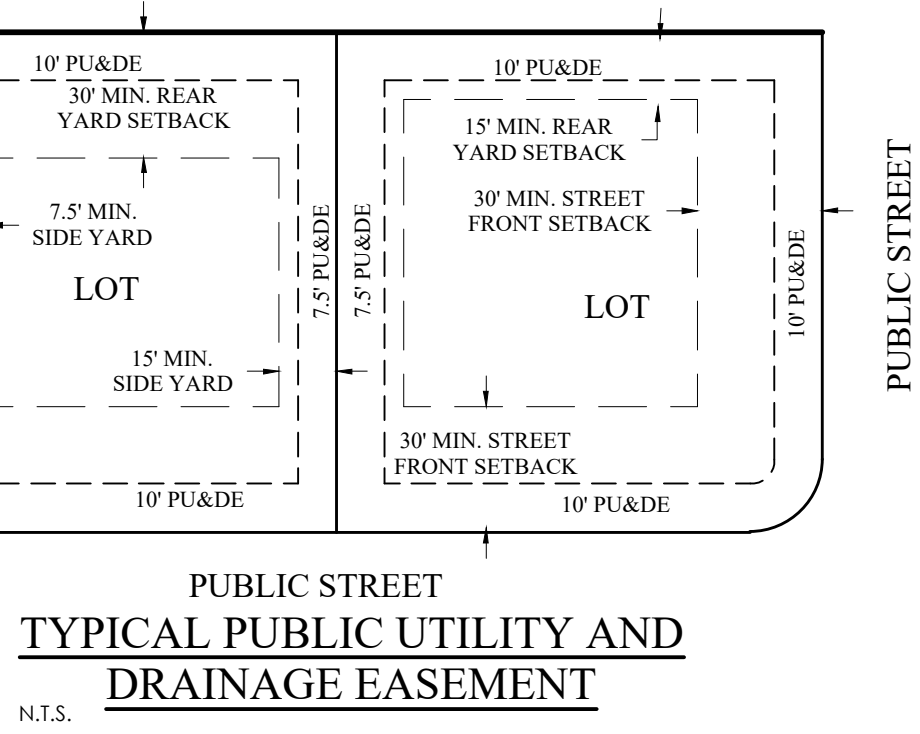 10' PU&DE
30' MIN. REAR
YARD SETBACK
7.5' MIN.
SIDE YARD
LOT
15' MIN.
SIDE YARD
10' PU&DE
7.5' PU&DE
7.5' PU&DE
10' PU&DE
15' MIN. REAR
YARD SETBACK
30' MIN. STREET
FRONT SETBACK
LOT
30' MIN. STREET
FRONT SETBACK
10' PU&DE
10' PU&DE
PUBLIC STREET
PUBLIC STREET
TYPICAL PUBLIC UTILITY AND
DRAINAGE EASEMENT
N.T.S.